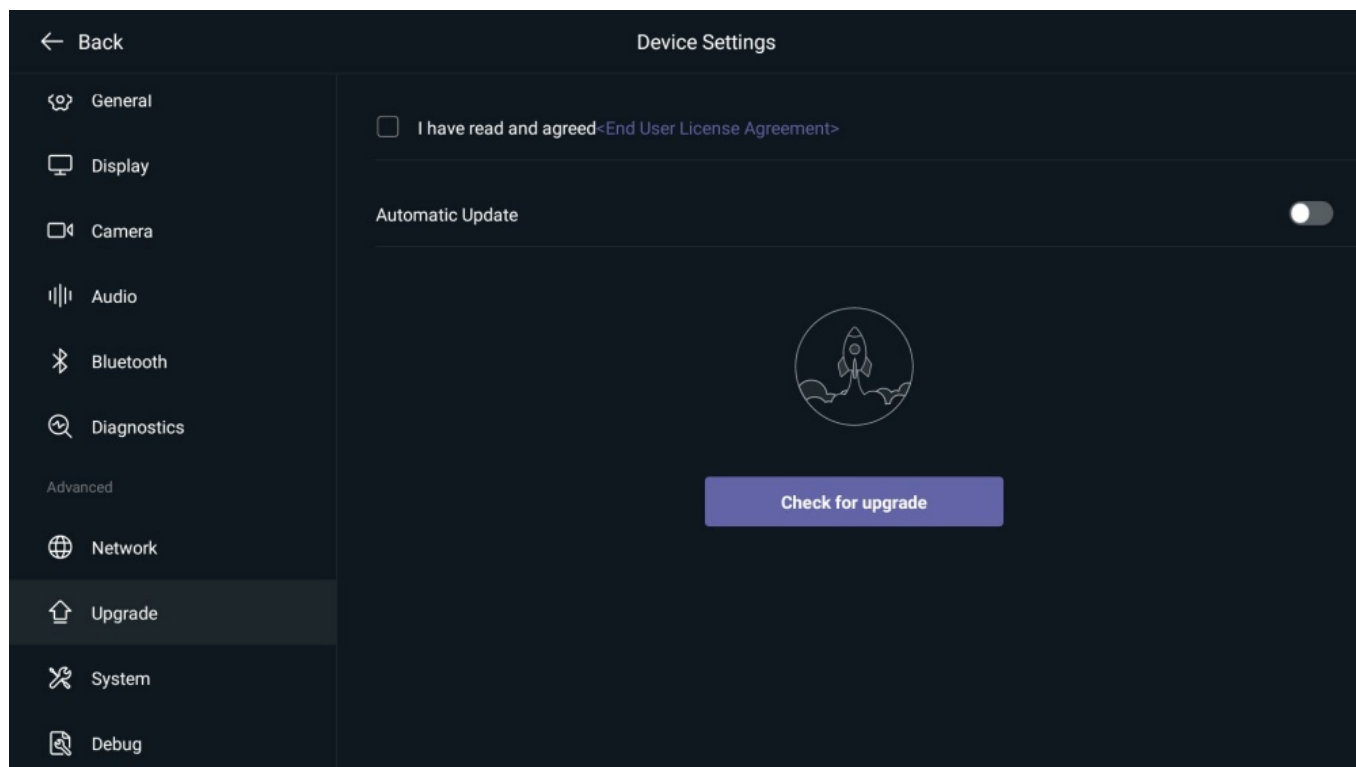 Back
Device Settings
General
Display
Camera
Audio
Bluetooth
Diagnostics
Advanced
Network
Upgrade
System
Debug
I have read and agreed<End User License Agreement>
Automatic Update
Check for upgrade